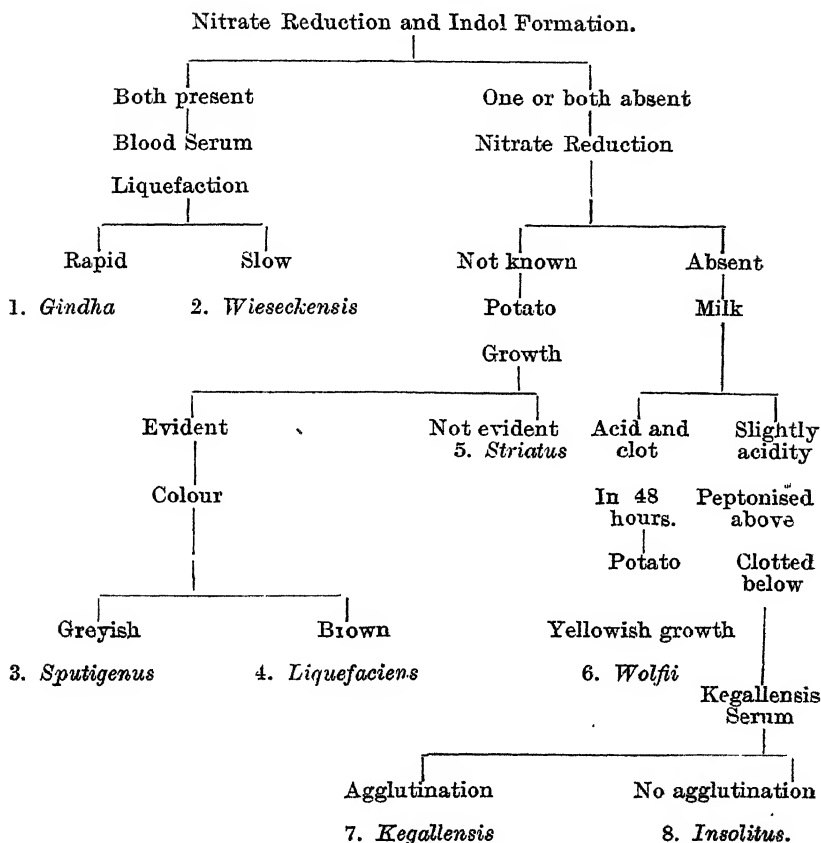 Nitrate Reduction and Indol Formation.
Both present One or both absent
Blood Serum Nitrate Reduction
Liquefaction
Rapid Slow Not known Absent
1. Gindha 2. Wieseckensis Potato Milk
Growth
Evident Not evident Acid and Slightly
5. Striatus clot acidity
Colour In 48 Peptonised
hours. above
Potato Clotted
below
Greyish Brown Yellowish growth
3. Sputigenus 4. Liquefaciens 6. Wolfii
Kegallensis
Serum
Agglutination No agglutination
7. Kegallensis 8. Insolitus.